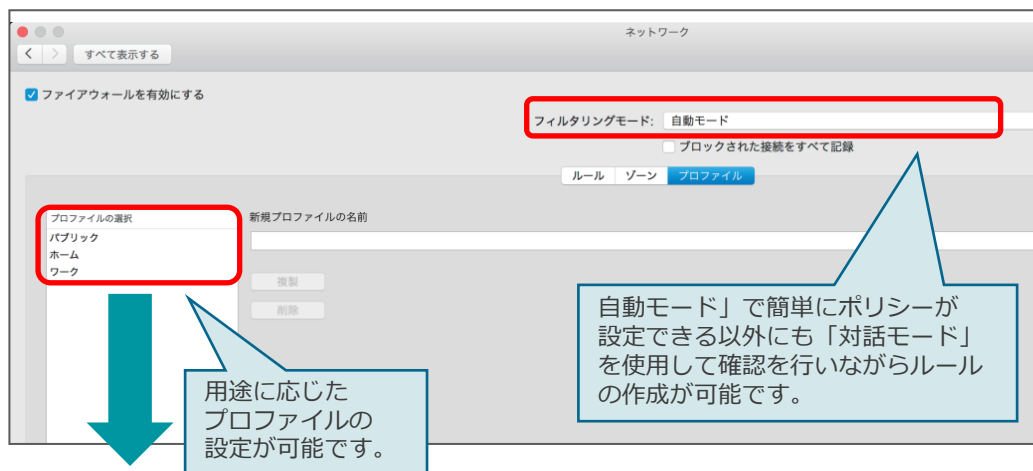 ネットワーク
すべて表示する
ファイアウォールを有効にする
フィルタリングモード: 自動モード
ブロックされた接続をすべて記録
ルール ゾーン プロファイル
プロファイルの選択
パブリック
ホーム
ワーク
新規プロファイルの名前
複製
削除
自動モード」で簡単にポリシーが
設定できる以外にも「対話モード」
を使用して確認を行いながらルール
の作成が可能です。
用途に応じた
プロファイルの
設定が可能です。